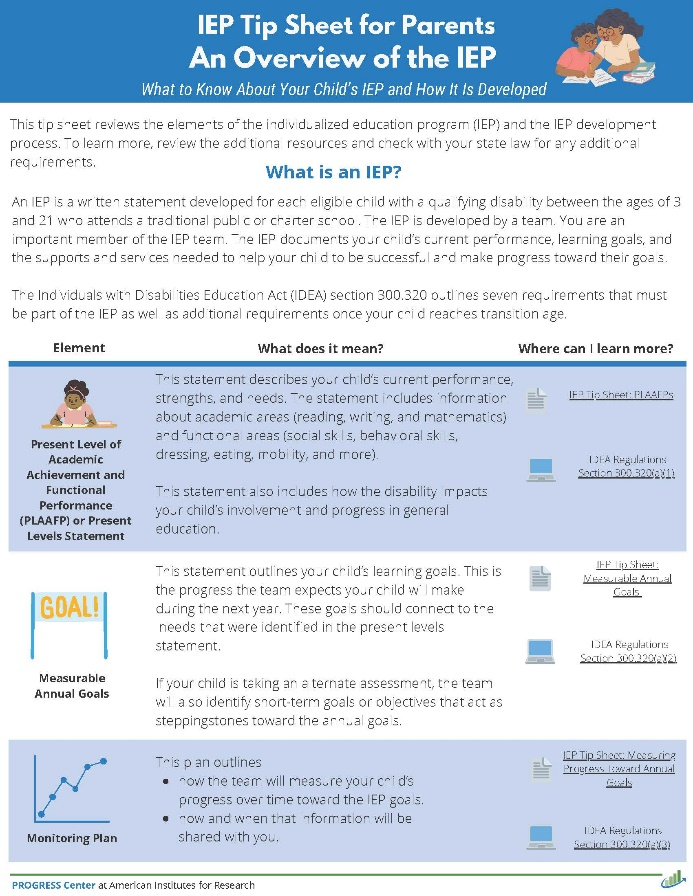 IEP Tip Sheet for Parents
An Overview of the IEP
What to Know About Your Child's IEP and How It Is Developed
This tip sheet reviews the elements of the individualized education program (IEP) and the IEP development
process. To learn more, review the additional resources and check with your state law for any additional
requirements.
What is an IEP?
An IEP is a written statement developed for each eligible child with a qualifying disability between the ages of 3
and 21 who attends a traditional public or charter school. The IEP is developed by a team. You are an
important member of the IEP team. The IEP documents your child's current performance, learning goals, and
the supports and services needed to help your child to be successful and make progress toward their goals.
The Individuals with Disabilities Education Act (IDEA) section 300.320 outlines seven requirements that must
be part of the IEP as well as additional requirements once your child reaches transition age.
Element
What does it mean?
Where can I learn more?
Present Level of
Academic
Achievement and
Functional
Performance
(PLAAFP) or Present
Levels Statement
This statement describes your child's current performance,
strengths, and needs. The statement includes information
about academic areas (reading, writing, and mathematics)
and functional areas (social skills, behavioral skills,
dressing, eating, mobility, and more).
This statement also includes how the disability impacts
your child's involvement and progress in general
education.
IEP Tip Sheet: PLAAFPs
IDEA Regulations
Section 300.320(a)(1)
GOAL!
Measurable
Annual Goals
This statement outlines your child's learning goals. This is
the progress the team expects your child will make
during the next year. These goals should connect to the
needs that were identified in the present levels
statement.
If your child is taking an alternate assessment, the team
will also identify short-term goals or objectives that act as
steppingstones toward the annual goals.
IEP Tip Sheet:
Measurable Annual
Goals
IDEA Regulations
Section 300.320(a)(2)
Monitoring Plan
This plan outlines
• how the team will measure your child's
progress over time toward the IEP goals.
• how and when that information will be
shared with you.
IEP Tip Sheet: Measuring
Progress Toward Annual
Goals
IDEA Regulations
Section 300.320(a)(3)
PROGRESS Center at American Institutes for Research